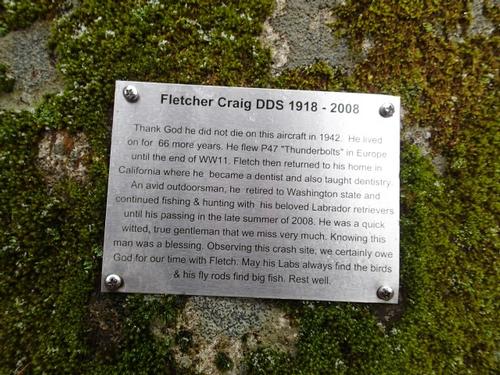 Fletcher Craig DDS 1918 - 2008
Thank God he did not die on this aircraft in 1942. He lived
on for 66 more years. He flew P47 "Thunderbolts" in Europe
until the end of WW11. Fletch then returned to his home in
California where he became a dentist and also taught dentistry.
An avid outdoorsman, he retired to Washington state and
continued fishing & hunting with his beloved Labrador retrievers
until his passing in the late summer of 2008. He was a quick
witted, true gentleman that we miss very much. Knowing this
man was a blessing. Observing this crash site, we certainly owe
God for our time with Fletch. May his Labs always find the birds
& his fly rods find big fish. Rest well.